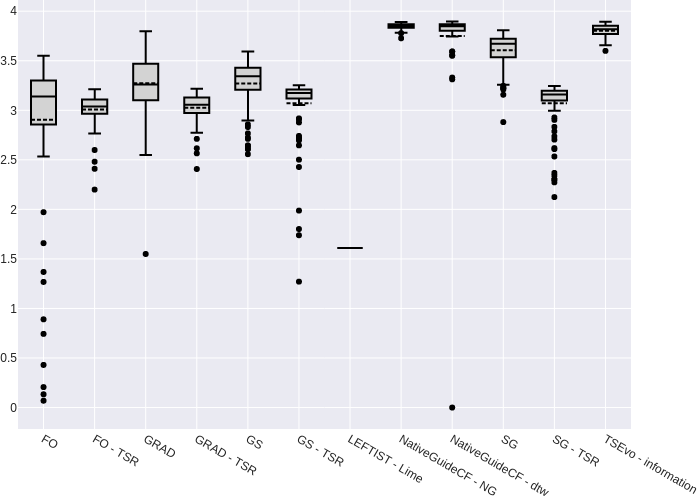 4
3.5
3
2.5
2
1.5
1
0.5
0
FO
FO - TSR
GRAD
GRAD - TSR
GS
GS - TSR
LEFTIST - Lime
NativeGuideCF - NG
NativeGuideCF - dtw
SG
SG - TSR
TSEvo - information